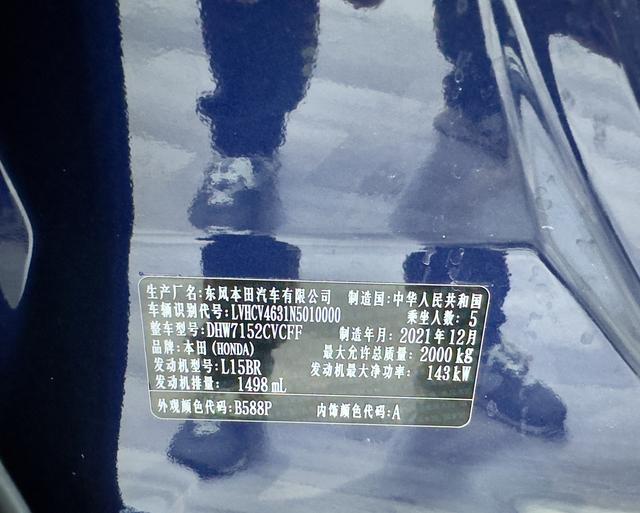 生产厂名:东风本田汽车有限公司 制造国:中华人民共和国
车辆识别代号:LVHCV4631N5010000 乘坐人数: 5
整车型号:DHW7152CVCFF 制造年月: 2021年12月
品牌:本田(HONDA) 最大允许总质量: 2000kg
发动机型号:L15BR 发动机最大净功率: 143kW
发动机排量: 1498mL
外观颜色代码:B588P 内饰颜色代码:A